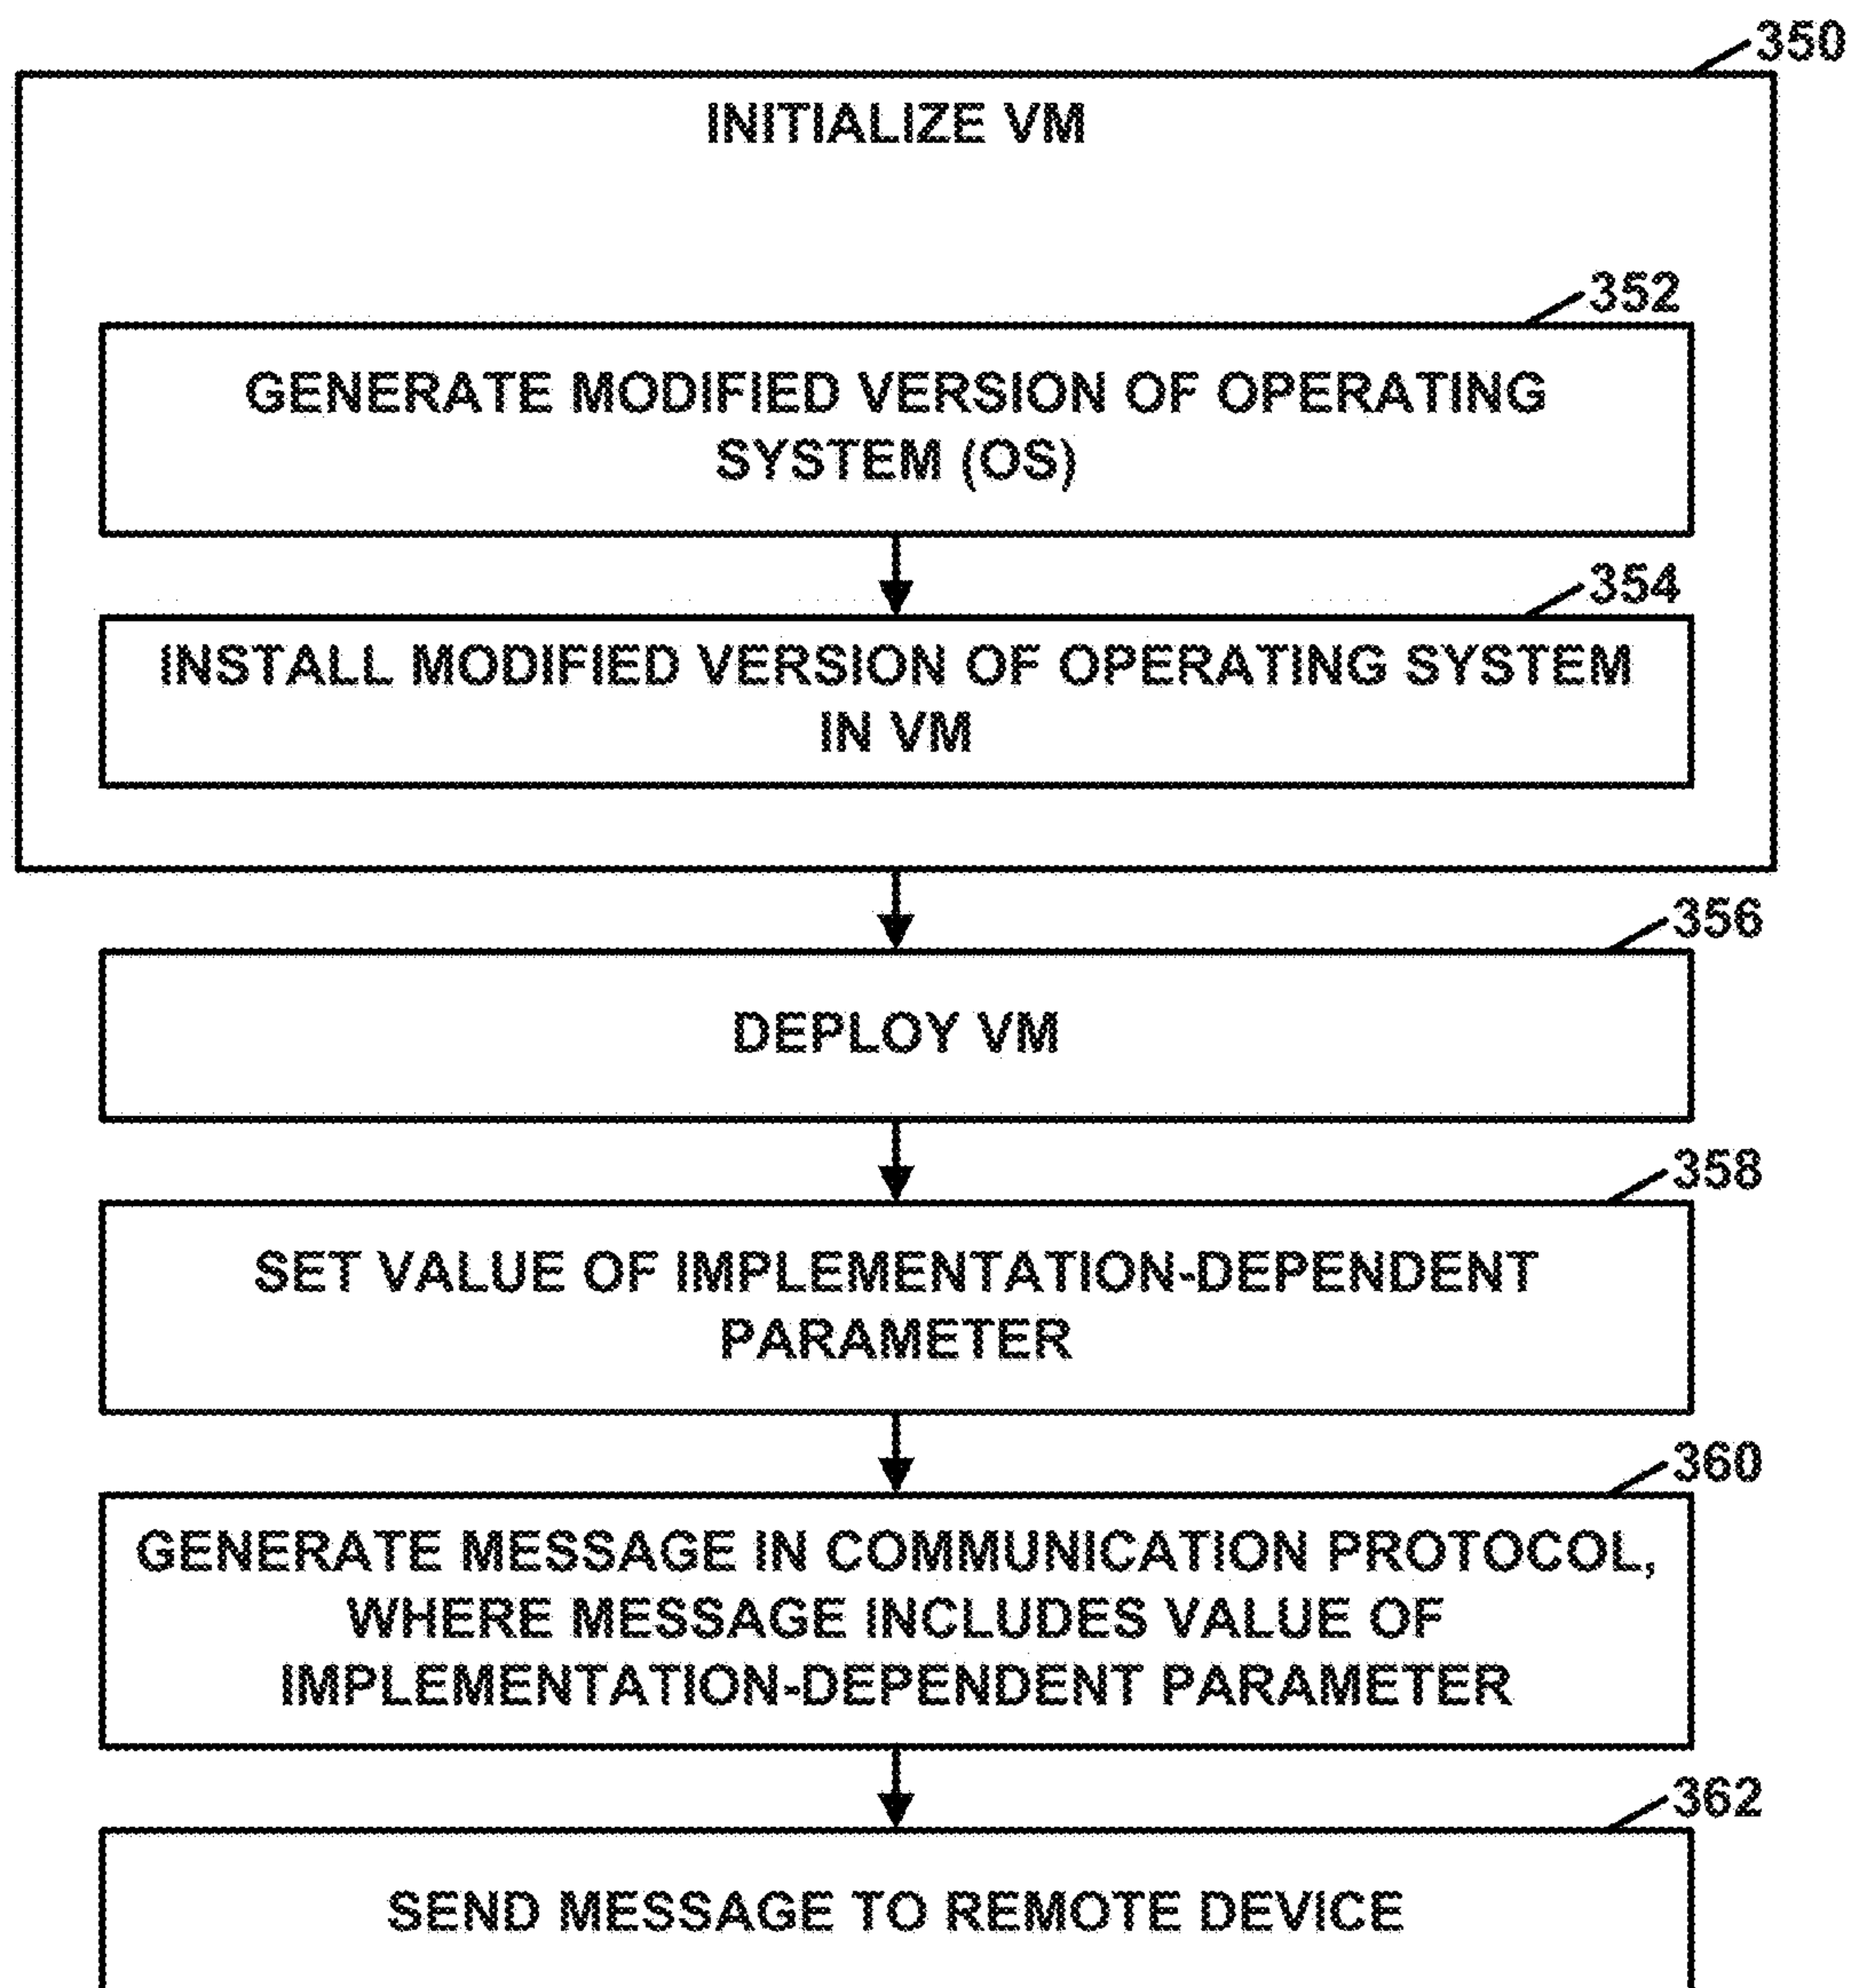 350
INITIALIZE VM
352
GENERATE MODIFIED VERSION OF OPERATING
SYSTEM (OS)
354
INSTALL MODIFIED VERSION OF OPERATING SYSTEM
IN VM
356
DEPLOY VM
358
SET VALUE OF IMPLEMENTATION-DEPENDENT
PARAMETER
360
GENERATE MESSAGE IN COMMUNICATION PROTOCOL,
WHERE MESSAGE INCLUDES VALUE OF
IMPLEMENTATION-DEPENDENT PARAMETER
362
SEND MESSAGE TO REMOTE DEVICE